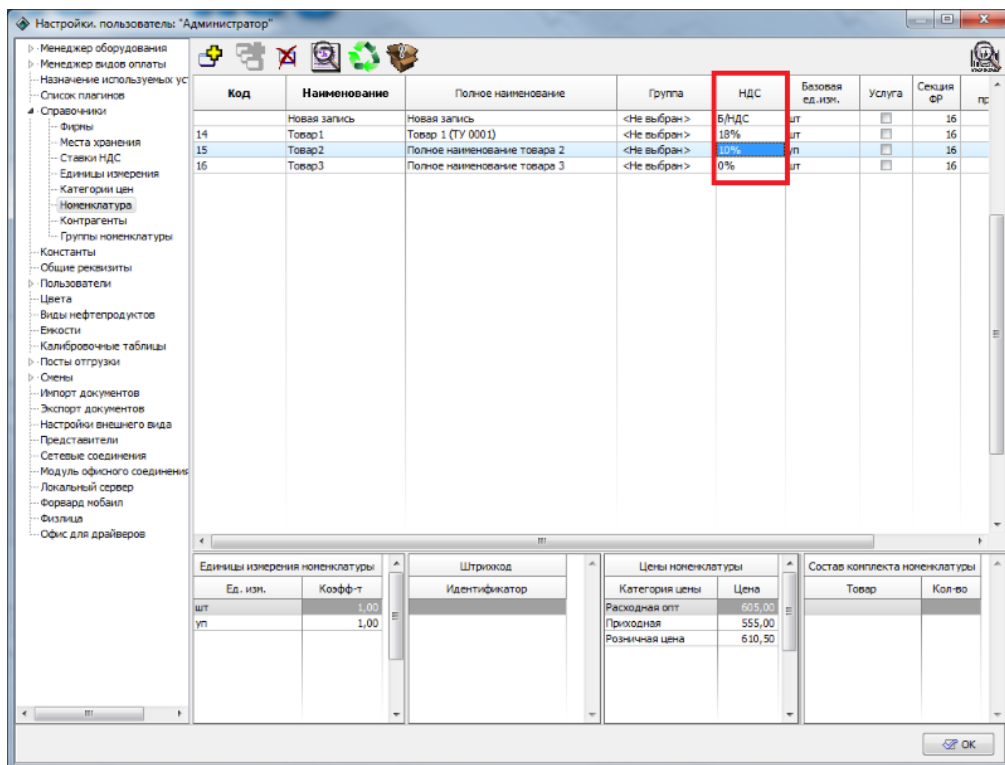 Настройки. пользователь: "Администратор"
Менеджер оборудования
Менеджер видов оплаты
Назначение используемых ус
Список плагинов
Справочники
Фирмы
Места хранения
Ставки НДС
Единицы измерения
Категории цен
Номенклатура
Контрагенты
Группы номенклатуры
Константы
Общие реквизиты
Пользователи
Цвета
Виды нефтепродуктов
Емкости
Калибровочные таблицы
Посты отгрузки
Смены
Импорт документов
Экспорт документов
Настройки внешнего вида
Представители
Сетевые соединения
Модуль офисного соединения
Локальный сервер
Форвард мобайл
Физлица
Офис для драйверов
Код Наименование Полное наименование Группа НДС Базовая ед.изм. Услуга Секция ФР пр
Новая запись Новая запись <Не выбран> Б/НДС шт 16
14 Товар1 Товар 1 (ТУ 0001) <Не выбран> 18% шт 16
15 Товар2 Полное наименование товара 2 <Не выбран> 10% уп 16
16 Товар3 Полное наименование товара 3 <Не выбран> 0% шт 16
Единицы измерения номенклатуры
Ед. изм. Коэфф-т
шт 1,00
уп 1,00
Штрихкод
Идентификатор
Цены номенклатуры
Категория цены Цена
Расходная опт 605,00
Приходная 555,00
Розничная цена 610,50
Состав комплекта номенклатуры
Товар Кол-во
OK